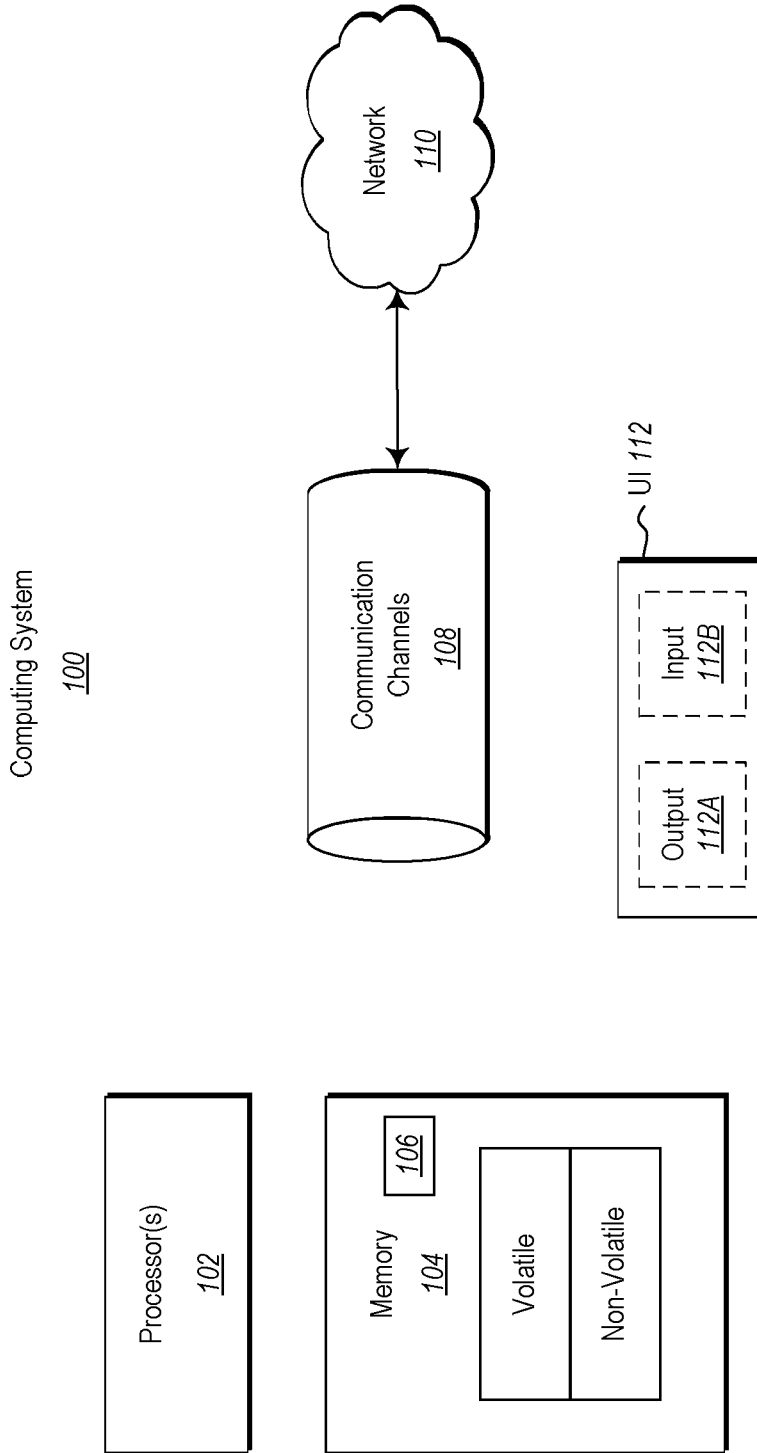 Computing System
100
Processor(s)
102
Memory
104
106
Volatile
Non-Volatile
Communication
Channels
108
Network
110
UI 112
Output
112A
Input
112B